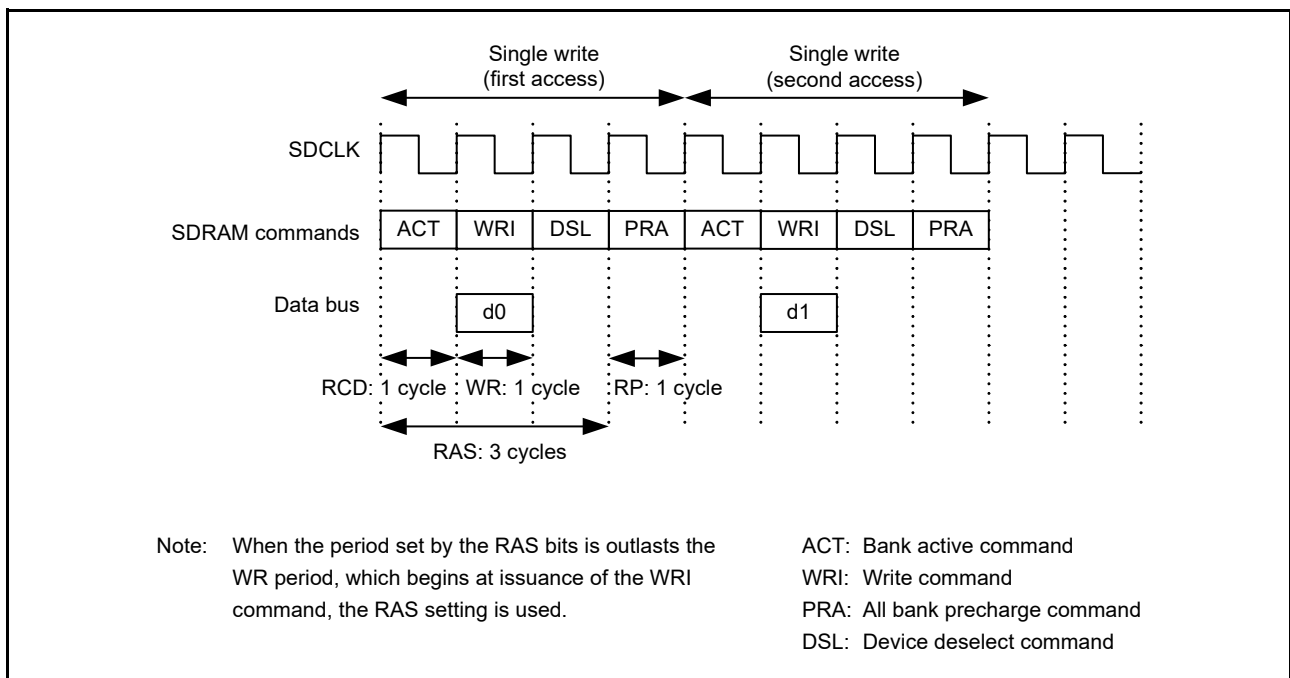 Single write
(first access)
Single write
(second access)
SDCLK
SDRAM commands
ACT WRI DSL PRA ACT WRI DSL PRA
Data bus
d0 d1
RCD: 1 cycle WR: 1 cycle RP: 1 cycle
RAS: 3 cycles
Note: When the period set by the RAS bits is outlasts the
WR period, which begins at issuance of the WRI
command, the RAS setting is used.
ACT: Bank active command
WRI: Write command
PRA: All bank precharge command
DSL: Device deselect command